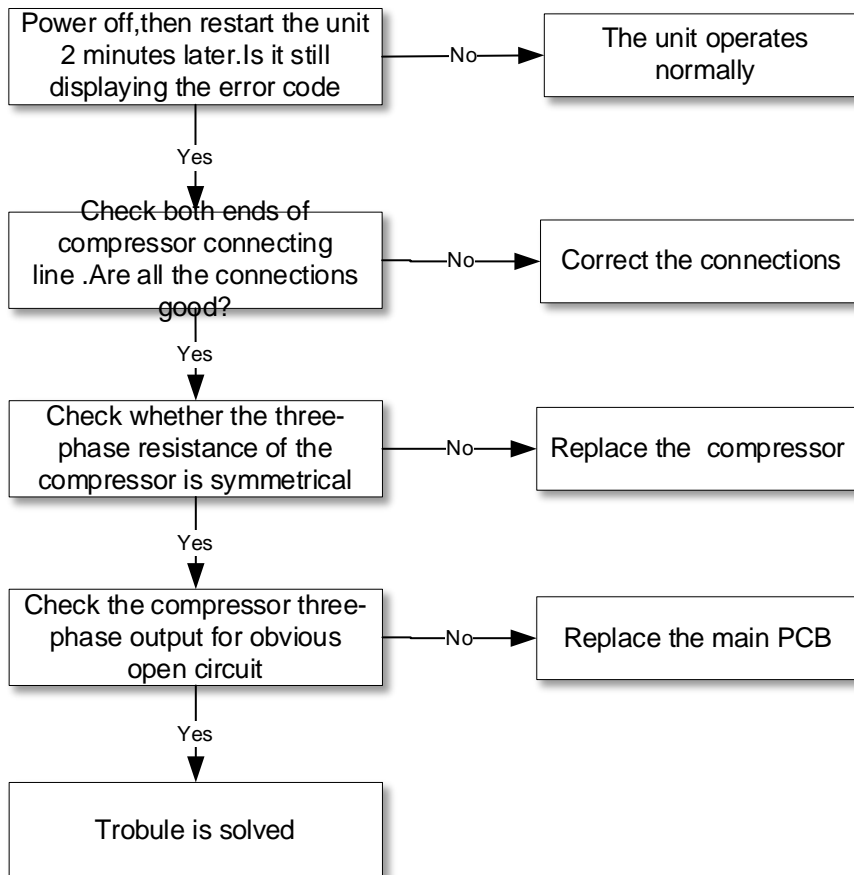 Power off,then restart the unit
2 minutes later.Is it still
displaying the error code
No
The unit operates
normally
Yes
Check both ends of
compressor connecting
line .Are all the connections
good?
No
Correct the connections
Yes
Check whether the three-
phase resistance of the
compressor is symmetrical
No
Replace the  compressor
Yes
Check the compressor three-
phase output for obvious
open circuit
No
Replace the main PCB
Yes
Trobule is solved